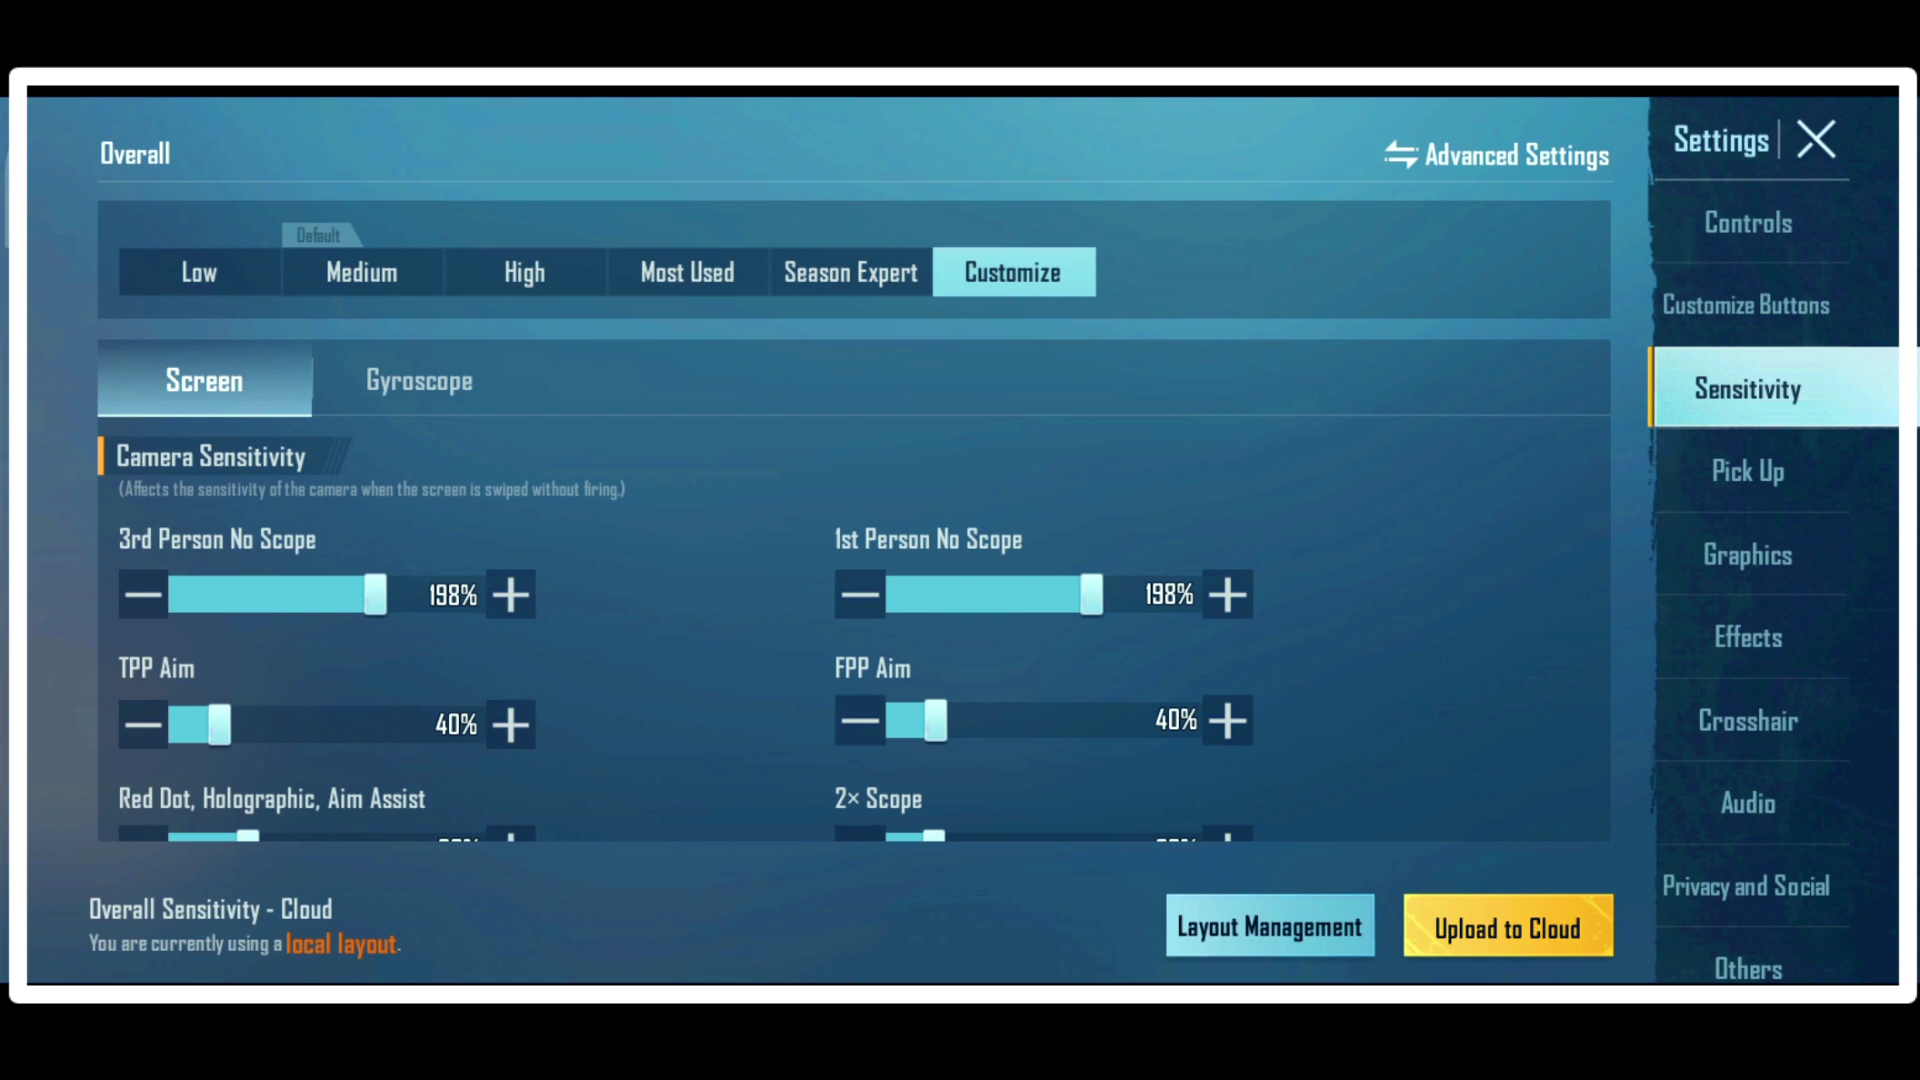 Overall
Advanced Settings
Settings
Default
Low
Medium
High
Most Used
Season Expert
Customize
Screen
Gyroscope
Camera Sensitivity
(Affects the sensitivity of the camera when the screen is swiped without firing.)
3rd Person No Scope
1st Person No Scope
198%
198%
TPP Aim
FPP Aim
40%
40%
Red Dot, Holographic, Aim Assist
2× Scope
Overall Sensitivity - Cloud
You are currently using a local layout.
Layout Management
Upload to Cloud
Controls
Customize Buttons
Sensitivity
Pick Up
Graphics
Effects
Crosshair
Audio
Privacy and Social
Others